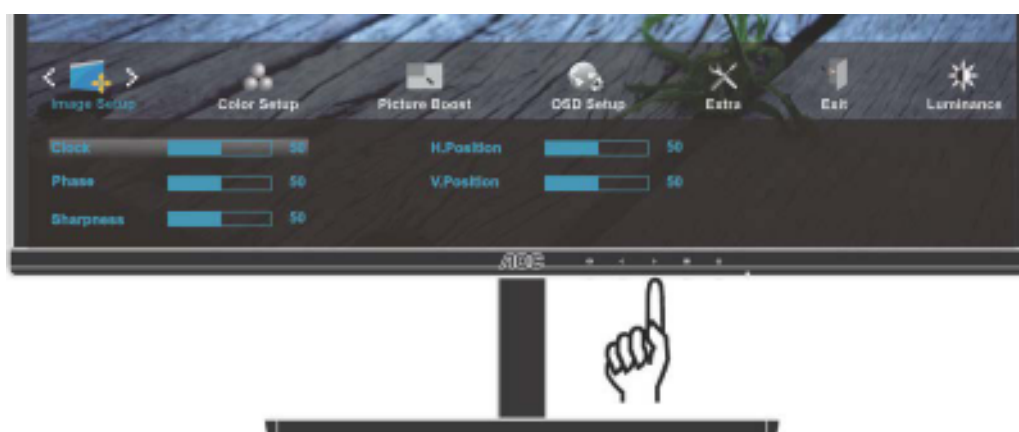 Image Setup
Color Setup
Picture Boost
OSD Setup
Extra
Exit
Luminance
Clock 50 H.Position 50
Phase 50 V.Position 50
Sharpness 50
AOC